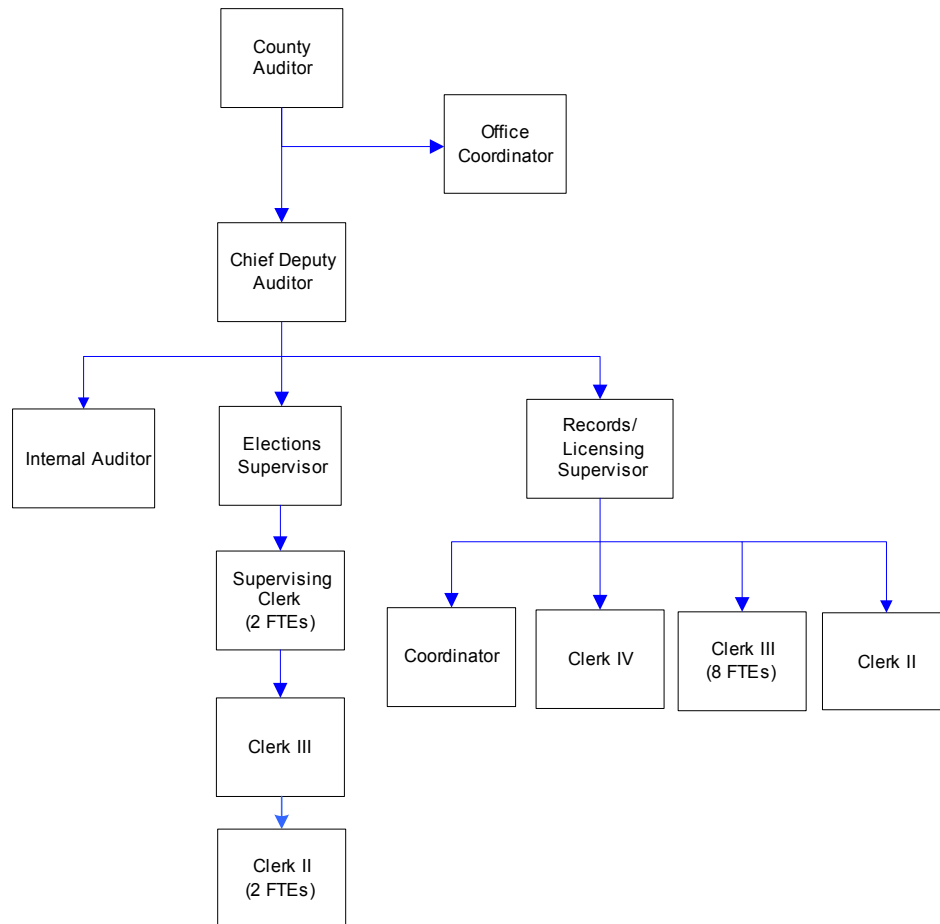 County
Auditor
Office
Coordinator
Chief Deputy
Auditor
Internal Auditor
Elections
Supervisor
Records/
Licensing
Supervisor
Supervising
Clerk
(2 FTEs)
Coordinator
Clerk IV
Clerk III
(8 FTEs)
Clerk II
Clerk III
Clerk II
(2 FTEs)